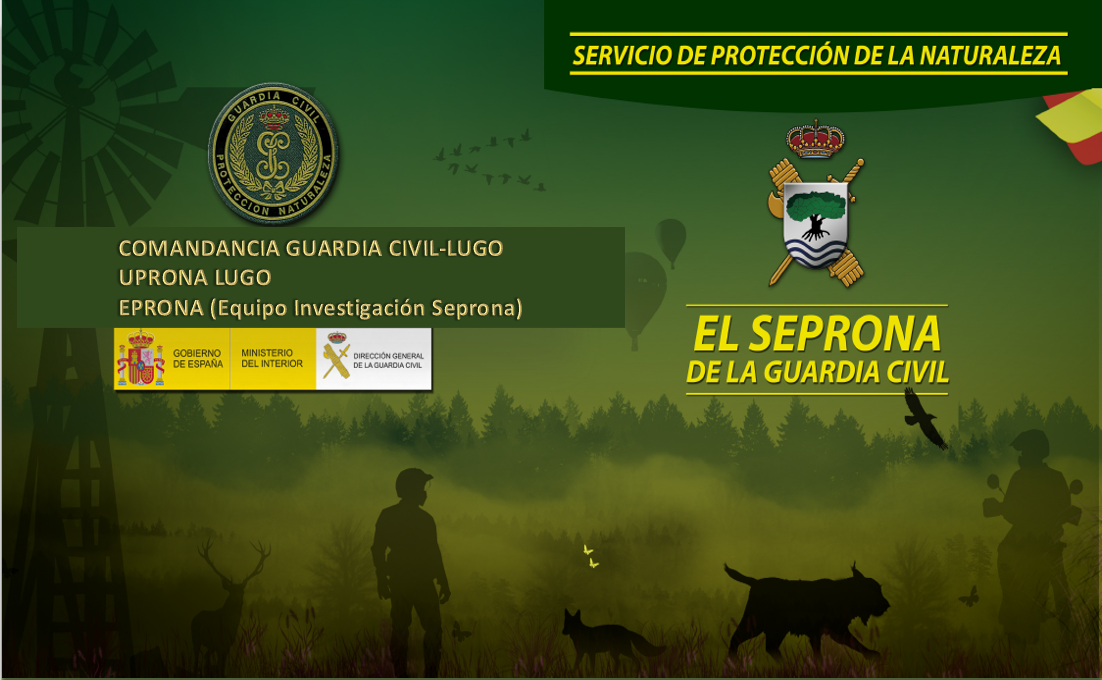 SERVICIO DE PROTECCIÓN DE LA NATURALEZA
GUARDIA CIVIL
PROTECCION NATURALEZA
COMANDANCIA GUARDIA CIVIL-LUGO
UPRONA LUGO
EPRONA (Equipo Investigación Seprona)
GOBIERNO
DE ESPAÑA
MINISTERIO
DEL INTERIOR
DIRECCIÓN GENERAL
DE LA GUARDIA CIVIL
EL SEPRONA
DE LA GUARDIA CIVIL